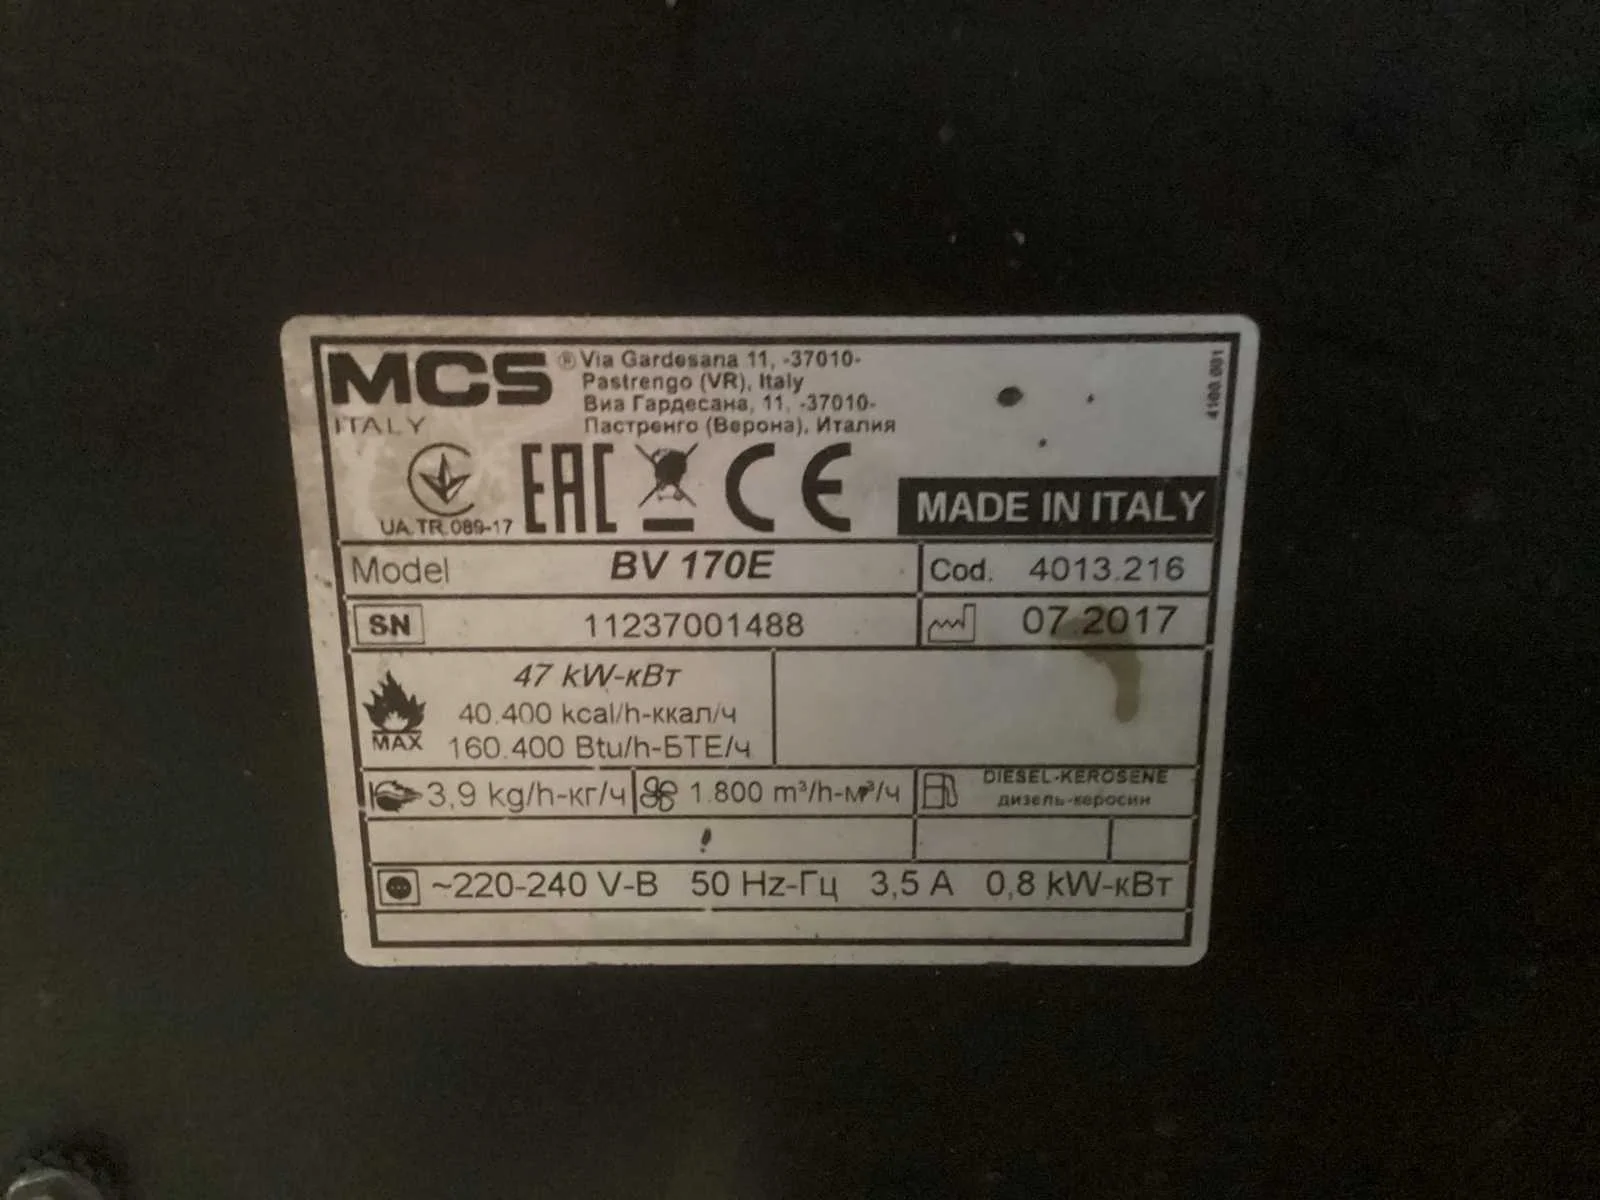 MCS ® Via Gardesana 11, -37010-
Pastrengo (VR), Italy
Виа Гардесана, 11, -37010-
Пастренго (Верона), Италия
ITALY
4100.001
UA.TR.089-17 EAC CE MADE IN ITALY
Model BV 170E Cod. 4013.216
SN 11237001488 07.2017
47 kW-кВт
40.400 kcal/h-ккал/ч
MAX 160.400 Btu/h-БТЕ/ч
3,9 kg/h-кг/ч 1.800 m³/h-м³/ч DIESEL-KEROSENE
дизель-керосин
~220-240 V-В 50 Hz-Гц 3,5 A 0,8 kW-кВт